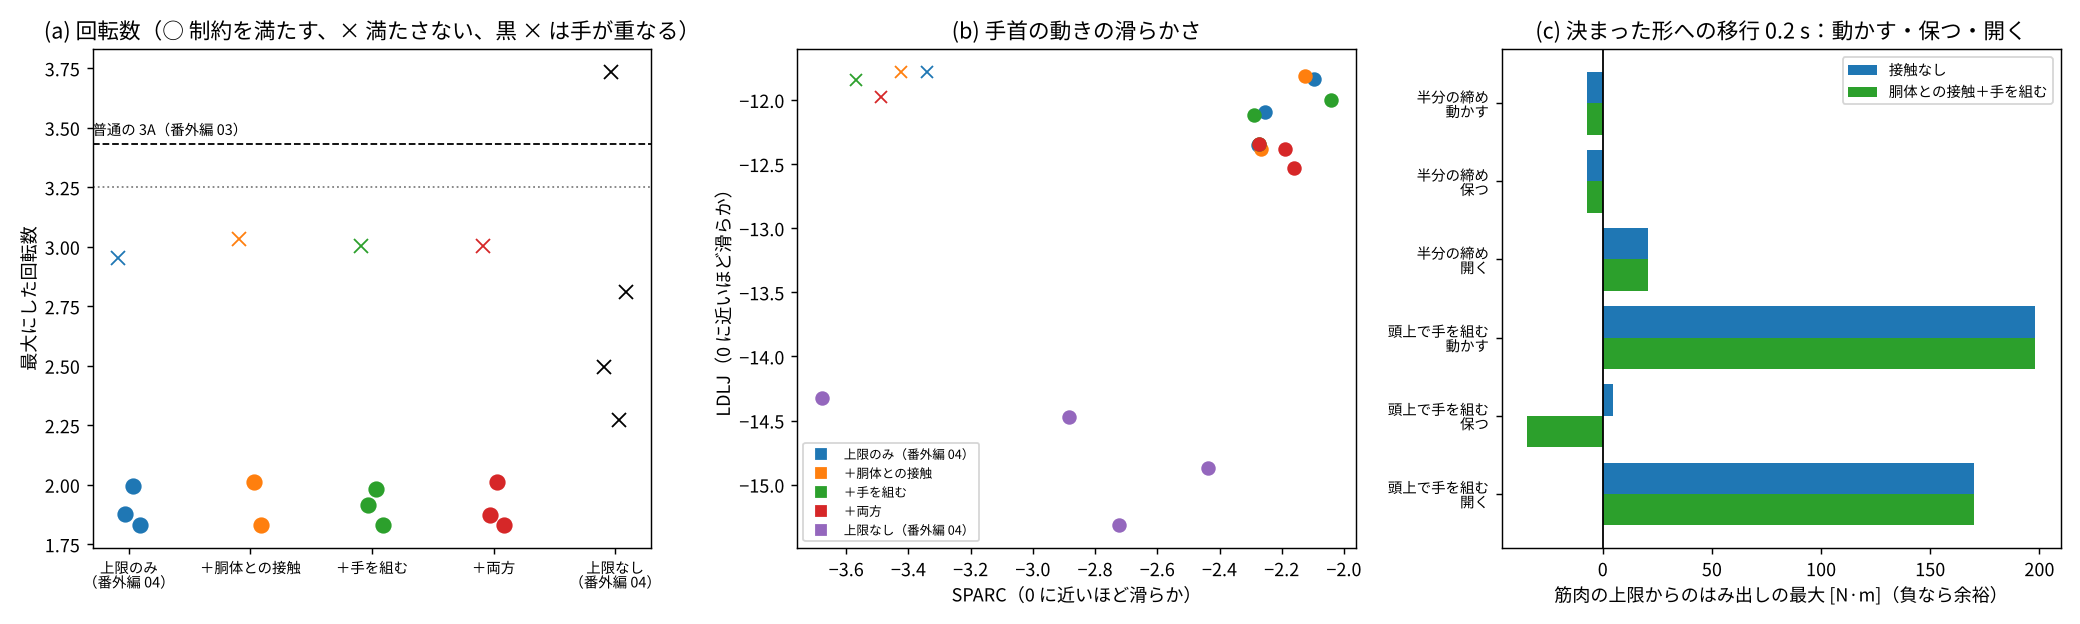 (a) 回転数（○ 制約を満たす、× 満たさない、黒 × は手が重なる）
最大にした回転数
3.75
3.50
3.25
3.00
2.75
2.50
2.25
2.00
1.75
普通の 3A（番外編 03）
上限のみ
（番外編 04）
＋胴体との接触
＋手を組む
＋両方
上限なし
（番外編 04）
(b) 手首の動きの滑らかさ
LDLJ（0 に近いほど滑らか）
−12.0
−12.5
−13.0
−13.5
−14.0
−14.5
−15.0
上限のみ（番外編 04）
＋胴体との接触
＋手を組む
＋両方
上限なし（番外編 04）
−3.6
−3.4
−3.2
−3.0
−2.8
−2.6
−2.4
−2.2
−2.0
SPARC（0 に近いほど滑らか）
(c) 決まった形への移行 0.2 s：動かす・保つ・開く
接触なし
胴体との接触＋手を組む
半分の締め
動かす
半分の締め
保つ
半分の締め
開く
頭上で手を組む
動かす
頭上で手を組む
保つ
頭上で手を組む
開く
0
50
100
150
200
筋肉の上限からのはみ出しの最大 [N·m]（負なら余裕）